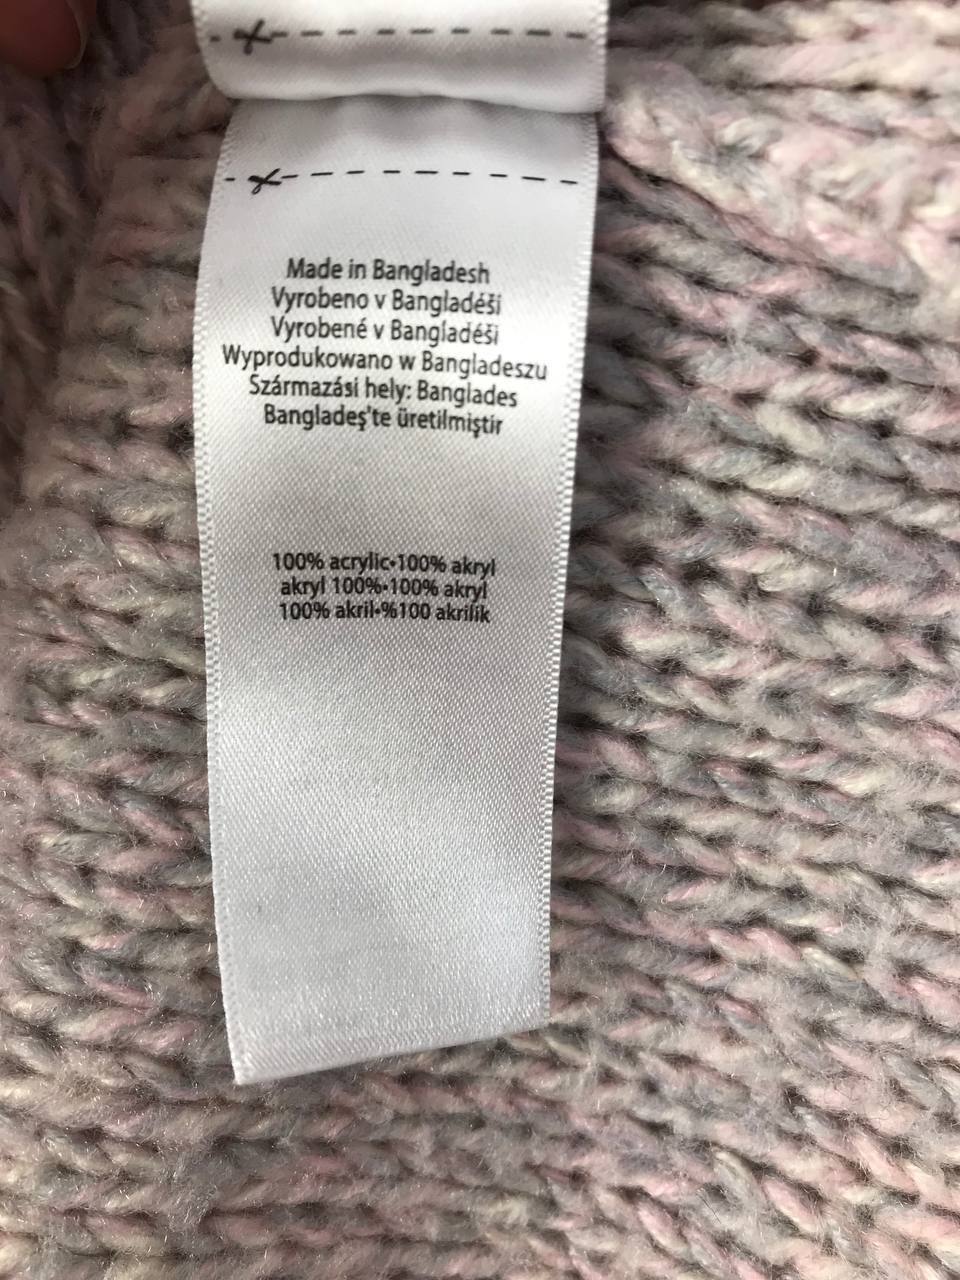 Made in Bangladesh
Vyrobeno v Bangladéši
Vyrobené v Bangladéši
Wyprodukowano w Bangladeszu
Származási hely: Banglades
Bangladeş'te üretilmiştir
100% acrylic•100% akryl
akryl 100%•100% akryl
100% akril•%100 akrilik